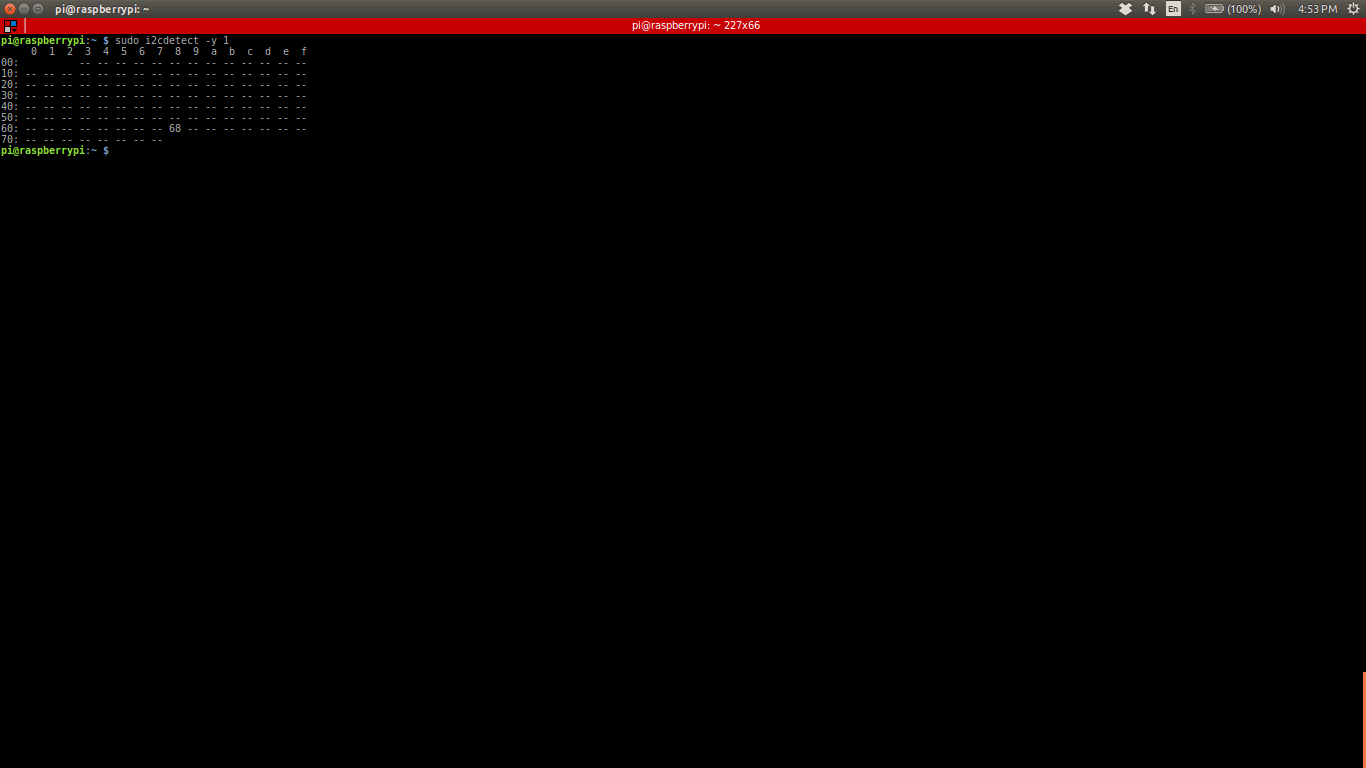 pi@raspberrypi: ~
En
(100%)
4:53 PM
pi@raspberrypi: ~ 227x66
pi@raspberrypi:~ $ sudo i2cdetect -y 1
     0  1  2  3  4  5  6  7  8  9  a  b  c  d  e  f
00:          -- -- -- -- -- -- -- -- -- -- -- -- --
10: -- -- -- -- -- -- -- -- -- -- -- -- -- -- -- --
20: -- -- -- -- -- -- -- -- -- -- -- -- -- -- -- --
30: -- -- -- -- -- -- -- -- -- -- -- -- -- -- -- --
40: -- -- -- -- -- -- -- -- -- -- -- -- -- -- -- --
50: -- -- -- -- -- -- -- -- -- -- -- -- -- -- -- --
60: -- -- -- -- -- -- -- -- 68 -- -- -- -- -- -- --
70: -- -- -- -- -- -- -- --
pi@raspberrypi:~ $